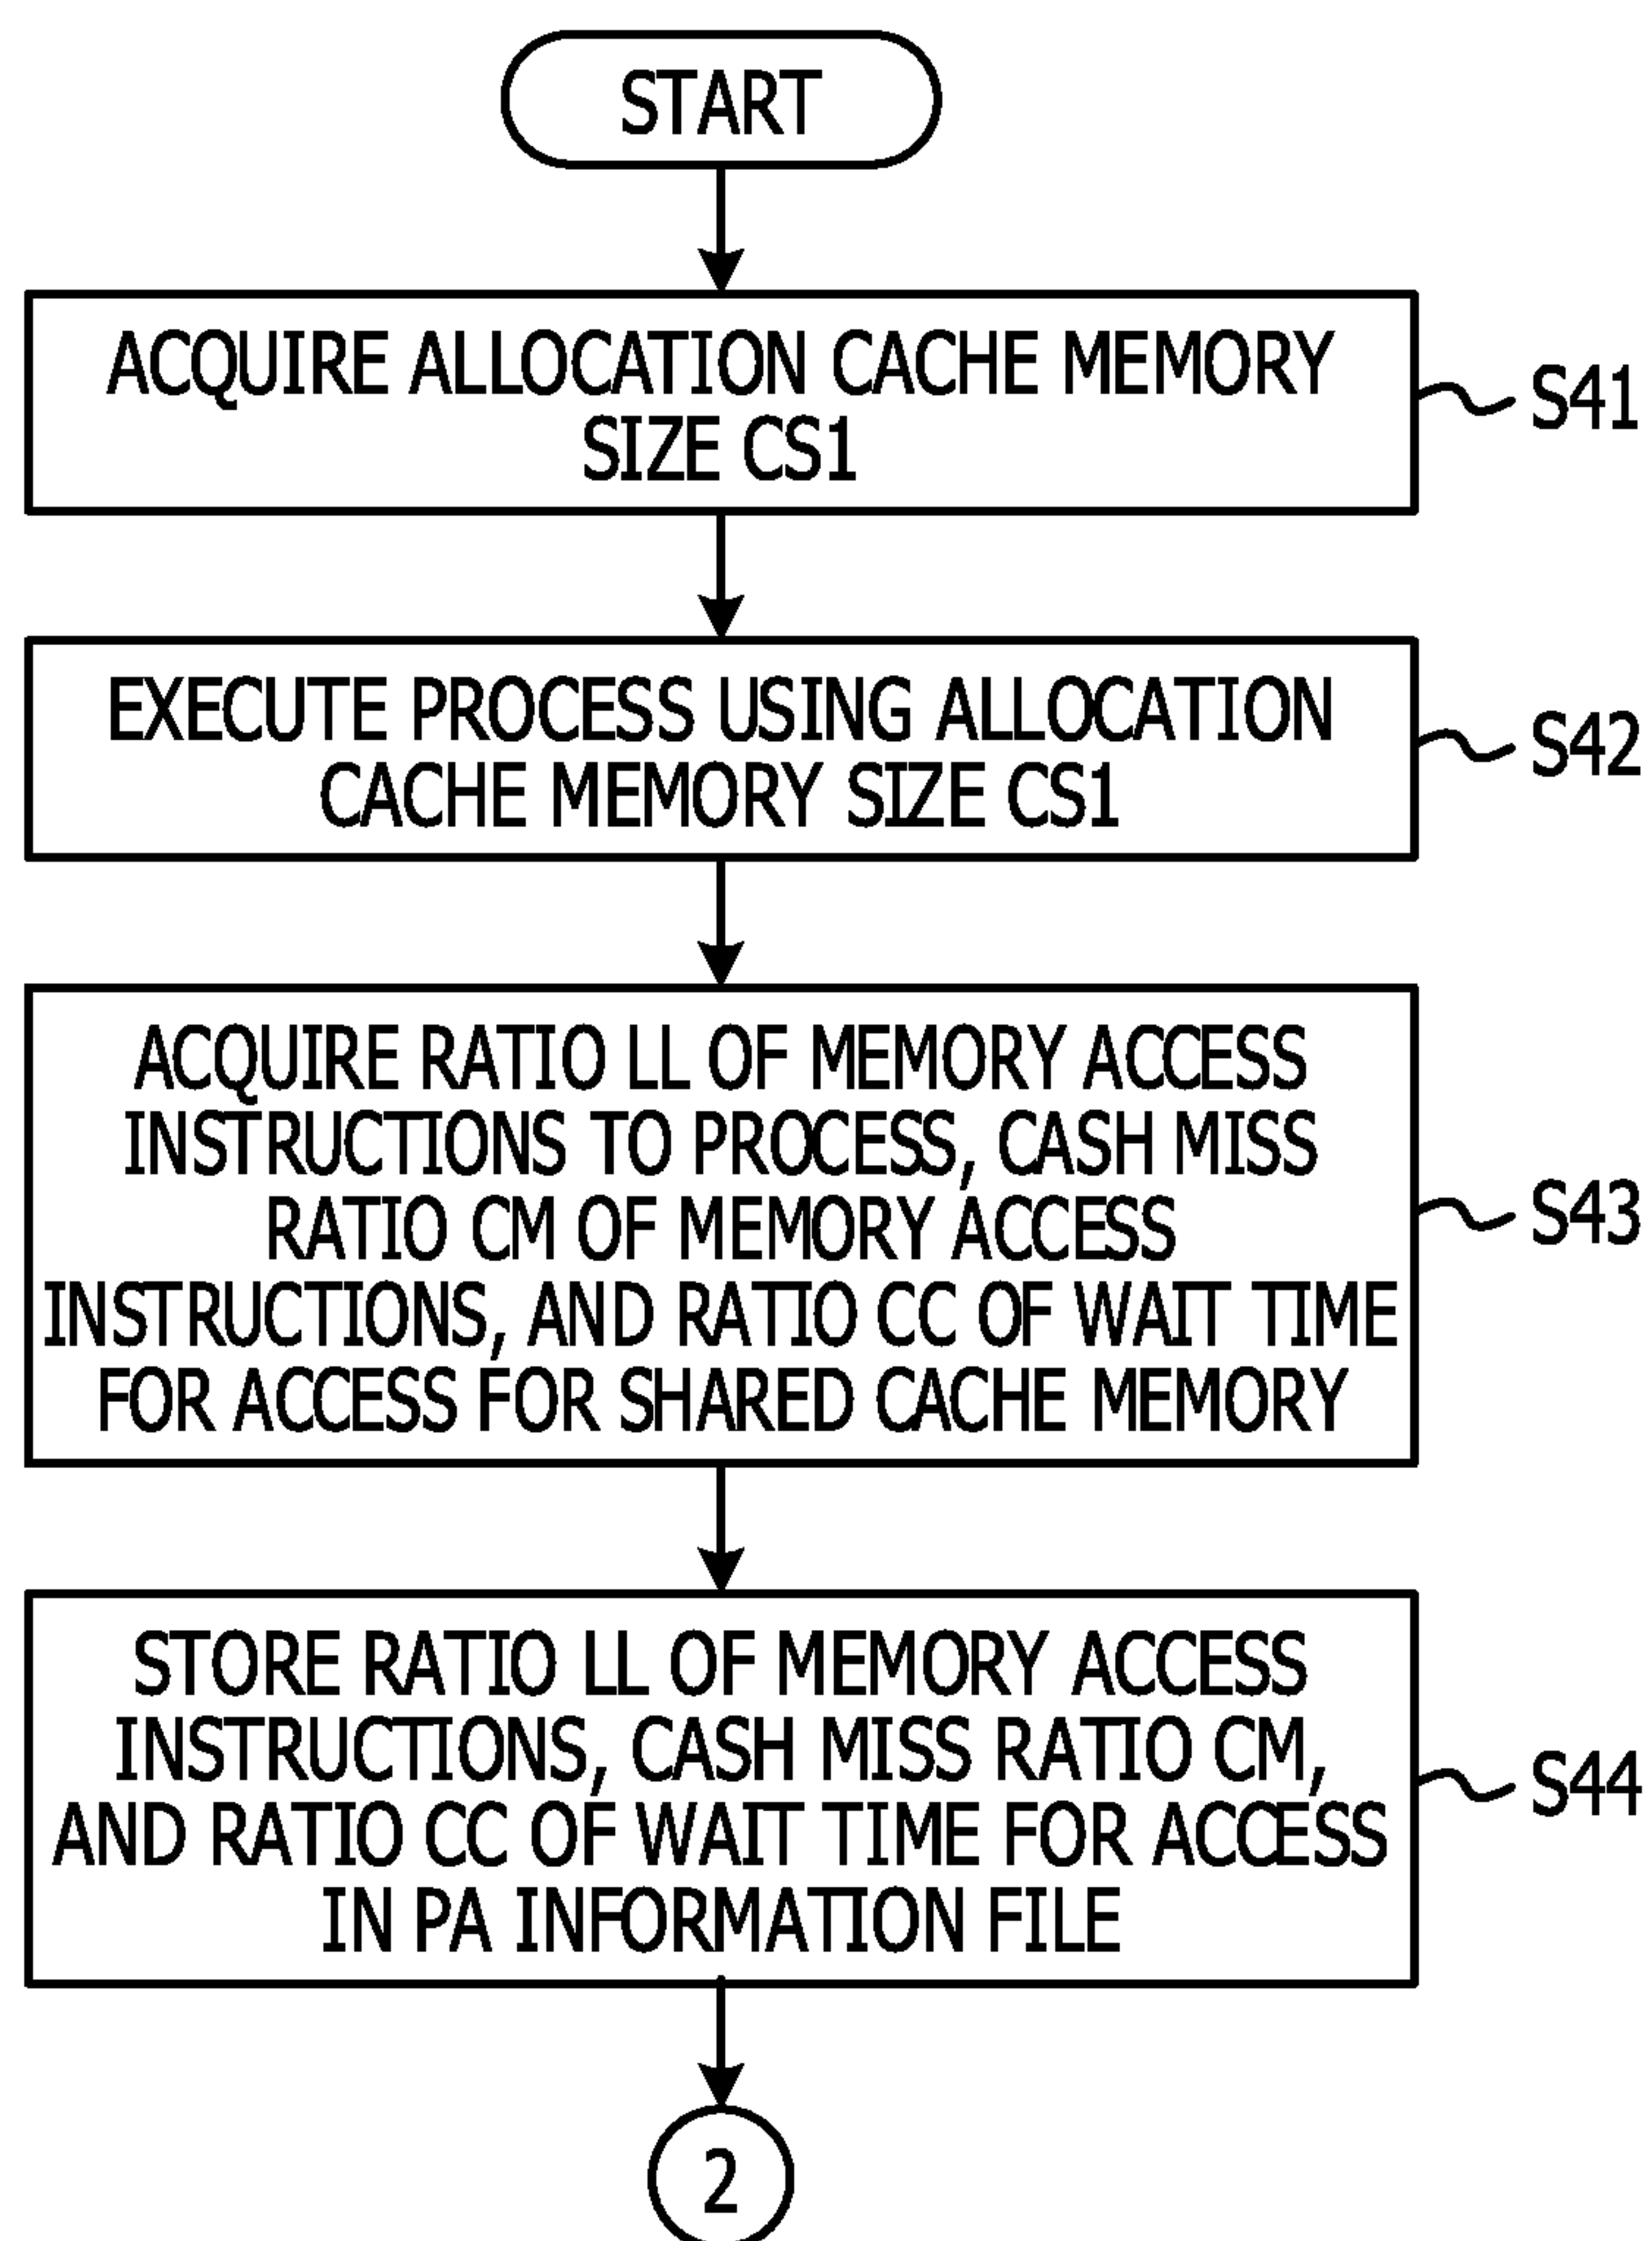 START
ACQUIRE ALLOCATION CACHE MEMORY
SIZE CS1
S41
EXECUTE PROCESS USING ALLOCATION
CACHE MEMORY SIZE CS1
S42
ACQUIRE RATIO LL OF MEMORY ACCESS
INSTRUCTIONS TO PROCESS, CASH MISS
RATIO CM OF MEMORY ACCESS
INSTRUCTIONS, AND RATIO CC OF WAIT TIME
FOR ACCESS FOR SHARED CACHE MEMORY
S43
STORE RATIO LL OF MEMORY ACCESS
INSTRUCTIONS, CASH MISS RATIO CM,
AND RATIO CC OF WAIT TIME FOR ACCESS
IN PA INFORMATION FILE
S44
2